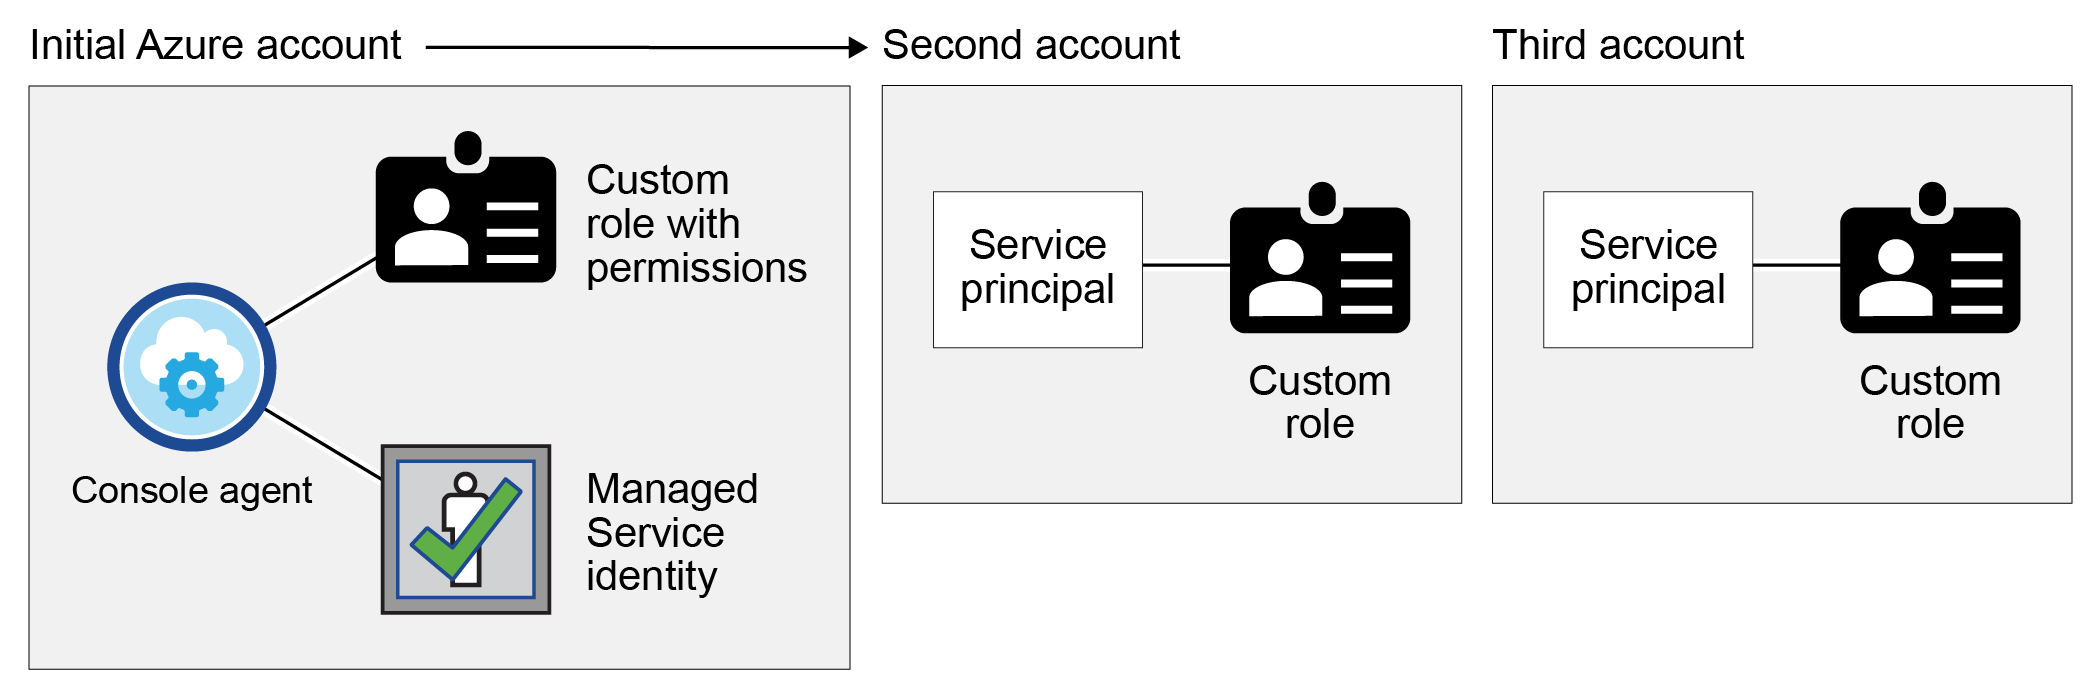 Initial Azure account
Second account
Third account
Custom
role with
permissions
Console agent
Managed
Service
identity
Service
principal
Custom
role
Service
principal
Custom
role